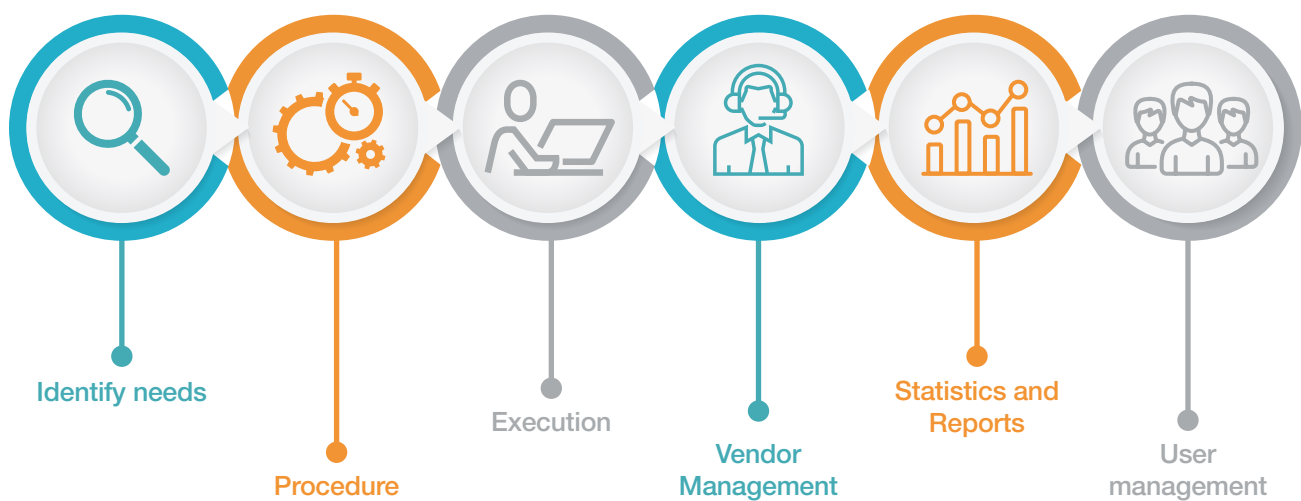 Identify needs
Procedure
Execution
Vendor
Management
Statistics and
Reports
User
management